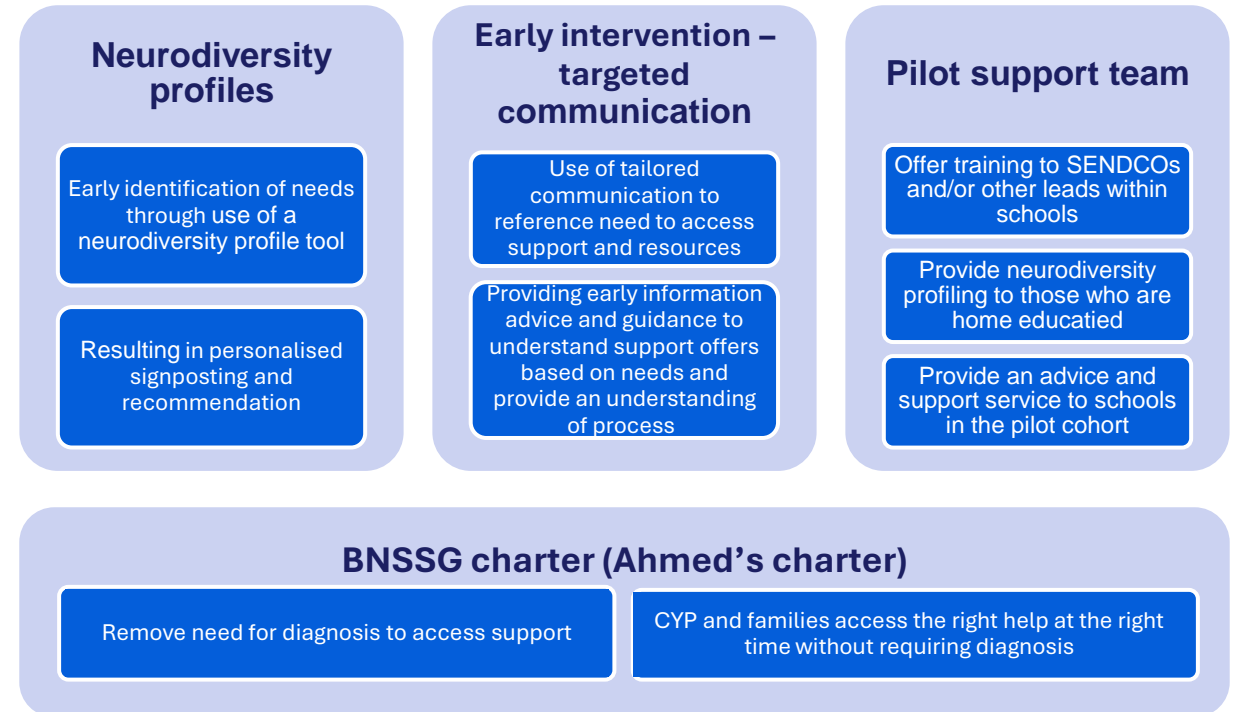 Neurodiversity
profiles
Early identification of needs
through use of a
neurodiversity profile tool
Resulting in personalised
signposting and
recommendation
Early intervention –
targeted
communication
Use of tailored
communication to
reference need to access
support and resources
Providing early information
advice and guidance to
understand support offers
based on needs and
provide an understanding
of process
Pilot support team
Offer training to SENDCOs
and/or other leads within
schools
Provide neurodiversity
profiling to those who are
home educatied
Provide an advice and
support service to schools
in the pilot cohort
BNSSG charter (Ahmed’s charter)
Remove need for diagnosis to access support
CYP and families access the right help at the right
time without requiring diagnosis